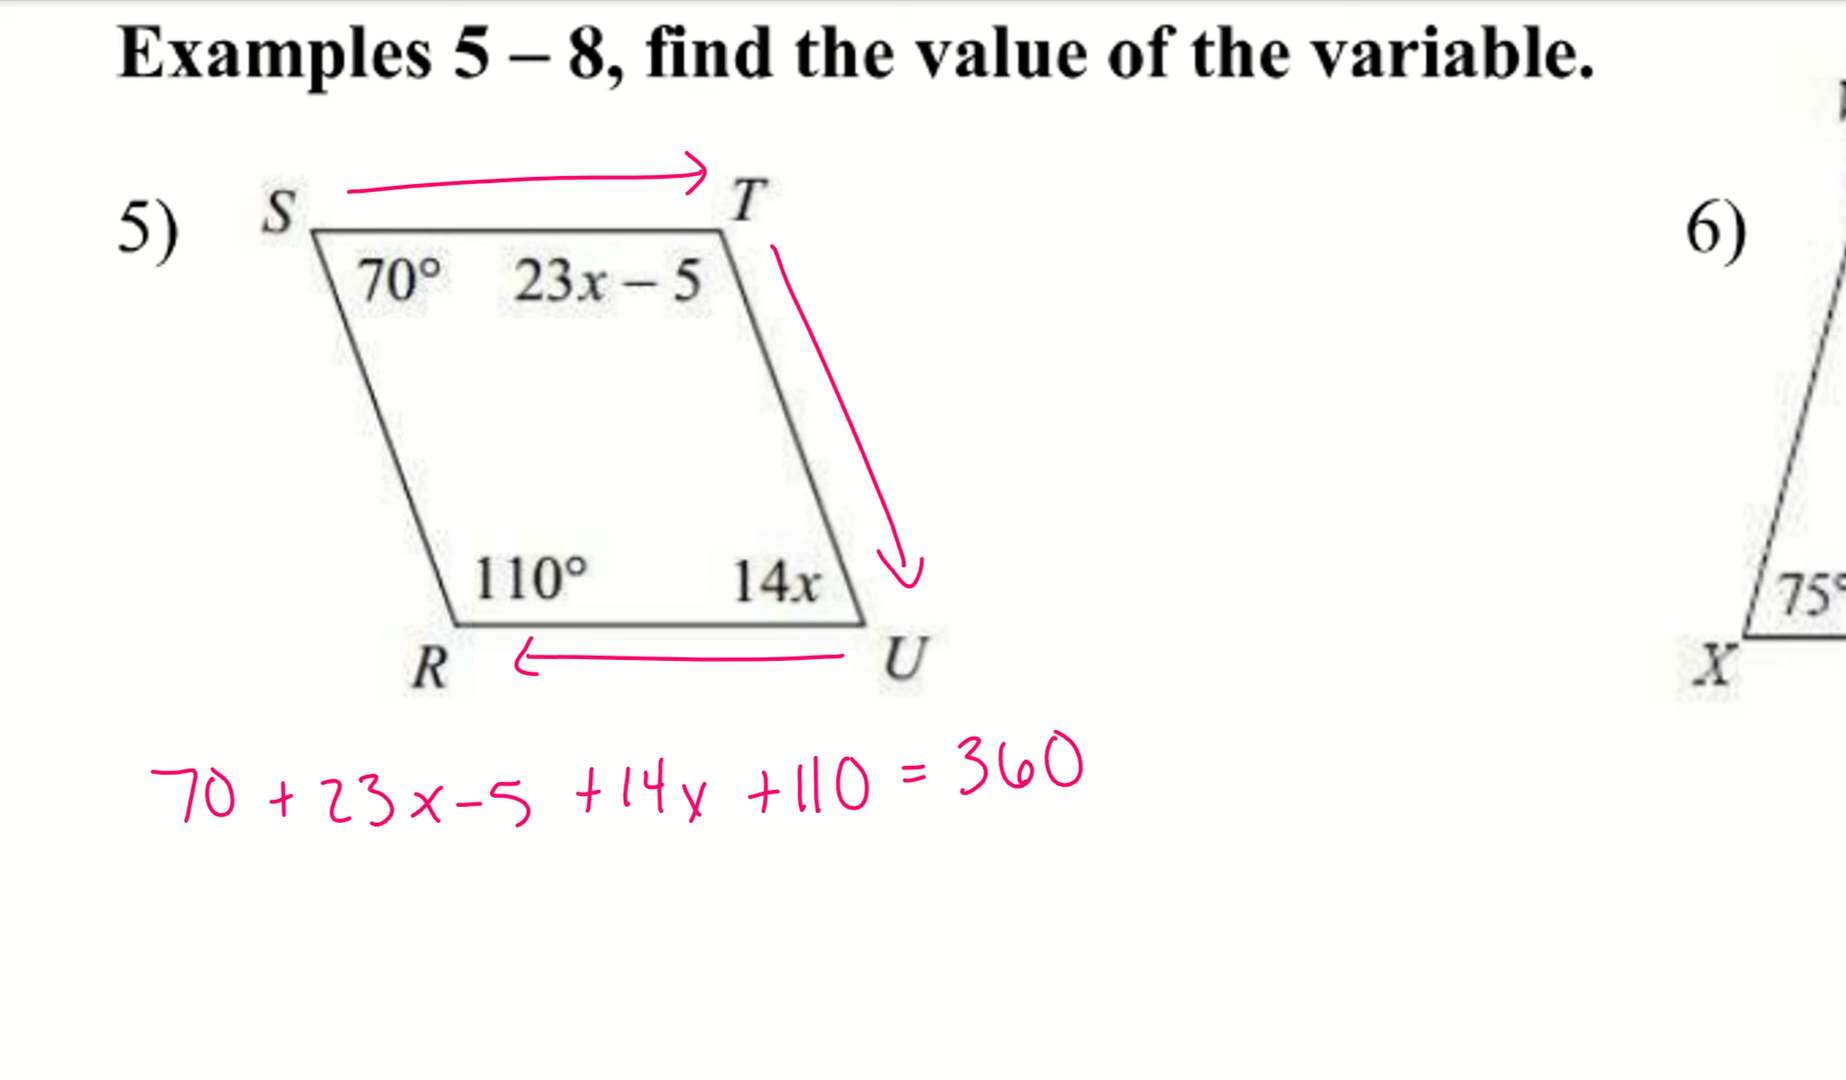 Examples 5 – 8, find the value of the variable.
5)
S
T
70°
23x – 5
110°
14x
R
U
6)
75°
X
70 + 23x-5 +14x +110 = 360